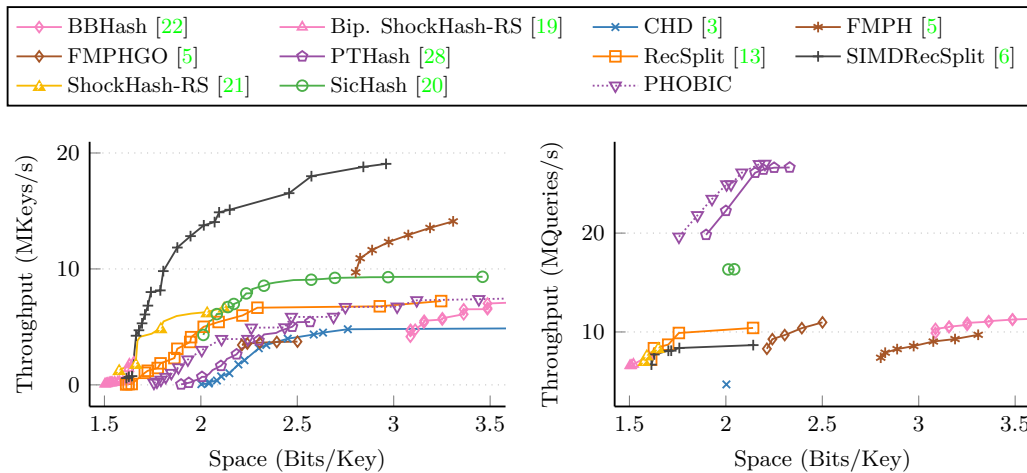 BBHash [22] Bip. ShockHash-RS [19] CHD [3] FMPH [5]
FMPHGO [5] PTHash [28] RecSplit [13] SIMDRecSplit [6]
ShockHash-RS [21] SicHash [20] PHOBIC
Throughput (MKeys/s)
20
10
0
1.5 2 2.5 3 3.5
Space (Bits/Key)
Throughput (MQueries/s)
20
10
1.5 2 2.5 3 3.5
Space (Bits/Key)